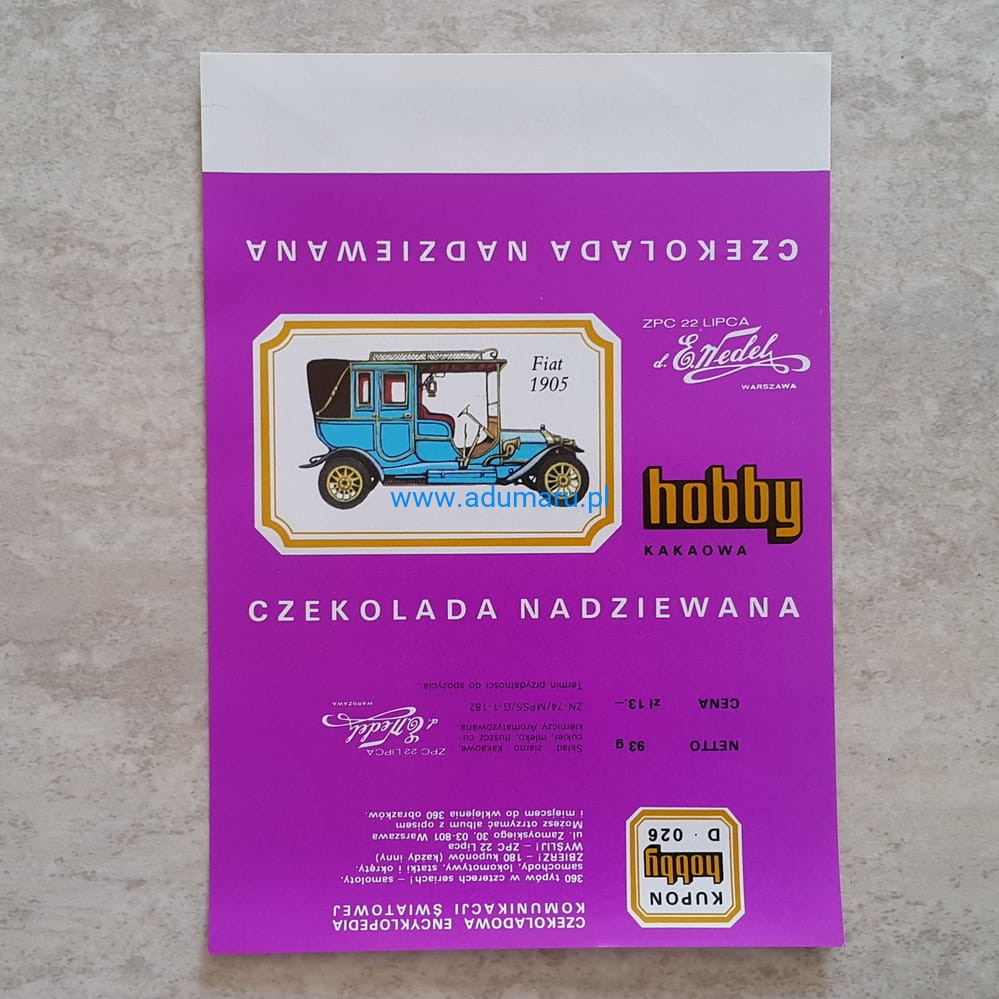 CZEKOLADA NADZIEWANA
ZPC 22 LIPCA
d. E. Wedel
WARSZAWA
Fiat
1905
www.adumaru.pl
hobby
KAKAOWA
CZEKOLADA NADZIEWANA
CZEKOLADOWA ENCYKLOPEDIA
KOMUNIKACJI ŚWIATOWEJ
360 typów w czterech seriach! – samoloty,
samochody, lokomotywy, statki i okręty.
ZBIERZ! – 180 kuponów (każdy inny)
WYŚLIJ! – ZPC 22 Lipca
ul. Zamoyskiego 30, 03-801 Warszawa
Możesz otrzymać album z opisem
i miejscem do wklejenia 360 obrazków.
KUPON
hobby
D · 026
NETTO 93 g
CENA zł 13.–
Skład: ziarno kakaowe,
cukier, mleko, tłuszcz cu-
kierniczy. Aromatyzowana.
ZN-74/MPSS/G-1-182
Termin przydatności do spożycia...
ZPC 22 LIPCA
d. E. Wedel
WARSZAWA